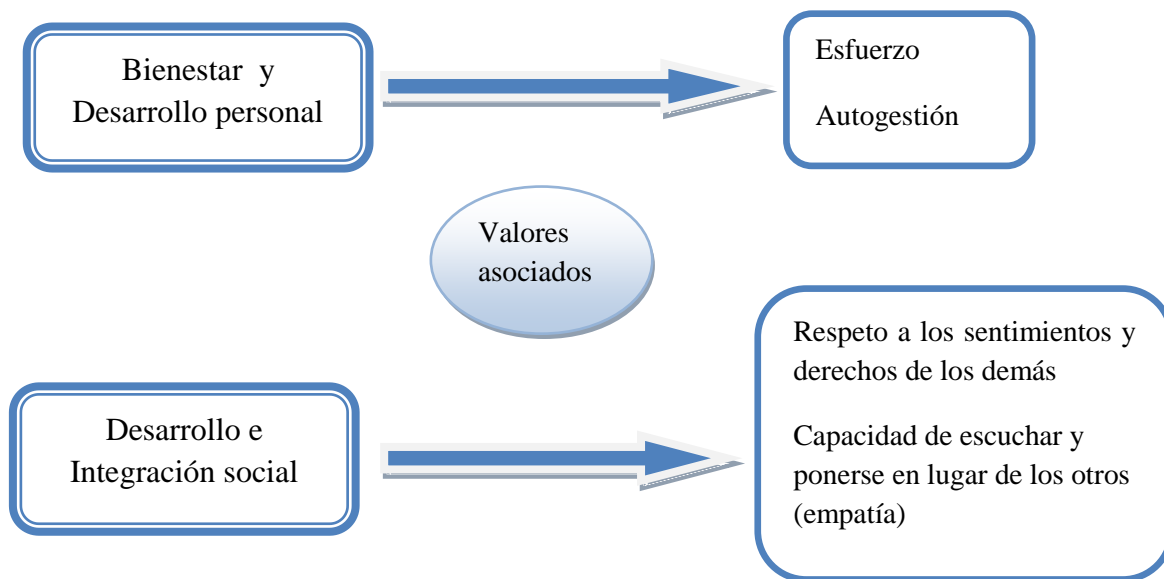 Bienestar y
Desarrollo personal
Esfuerzo
Autogestión
Valores
asociados
Desarrollo e
Integración social
Respeto a los sentimientos y
derechos de los demás
Capacidad de escuchar y
ponerse en lugar de los otros
(empatía)